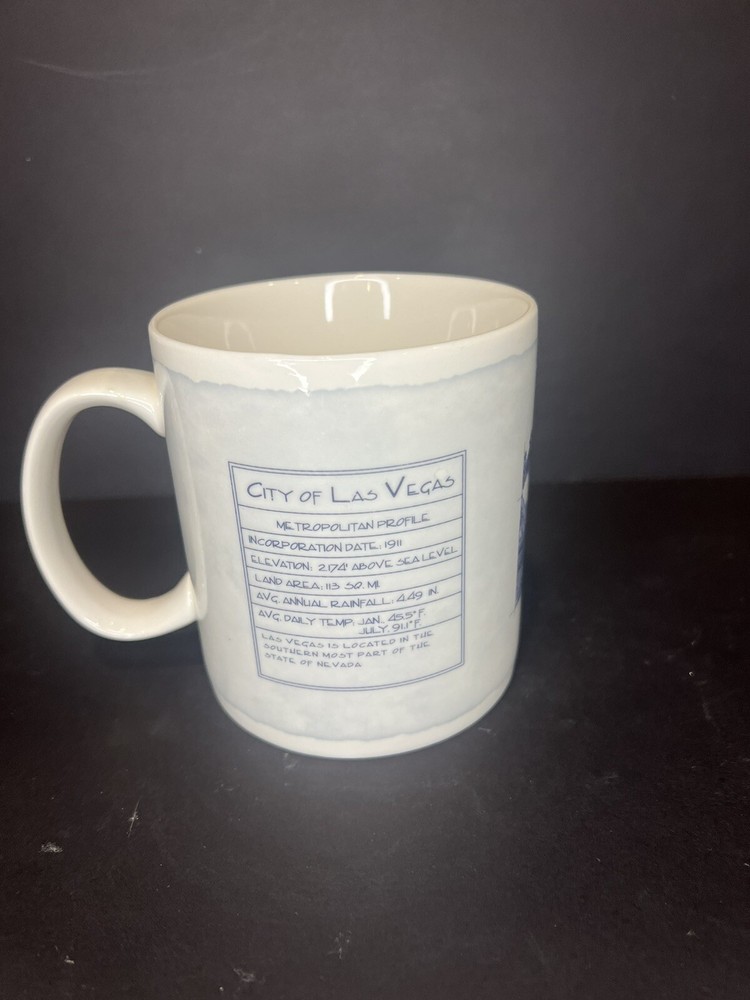 CITY OF LAS VEGAS
METROPOLITAN PROFILE
INCORPORATION DATE: 1911
ELEVATION: 2174' ABOVE SEA LEVEL
LAND AREA: 113 SQ. MI.
AVG. ANNUAL RAINFALL: 4.49 IN.
AVG. DAILY TEMP: JAN. 45.5°F.
JULY. 91.1°F.
LAS VEGAS IS LOCATED IN THE
SOUTHERN MOST PART OF THE
STATE OF NEVADA